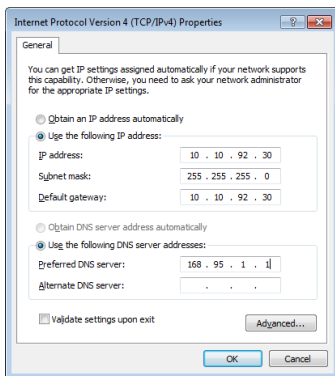 Internet Protocol Version 4 (TCP/IPv4) Properties
General
You can get IP settings assigned automatically if your network supports
this capability. Otherwise, you need to ask your network administrator
for the appropriate IP settings.
Obtain an IP address automatically
Use the following IP address:
IP address: 10 . 10 . 92 . 30
Subnet mask: 255 . 255 . 255 . 0
Default gateway: 10 . 10 . 92 . 30
Obtain DNS server address automatically
Use the following DNS server addresses:
Preferred DNS server: 168 . 95 . 1 . 1
Alternate DNS server: . . .
Validate settings upon exit
Advanced...
OK Cancel